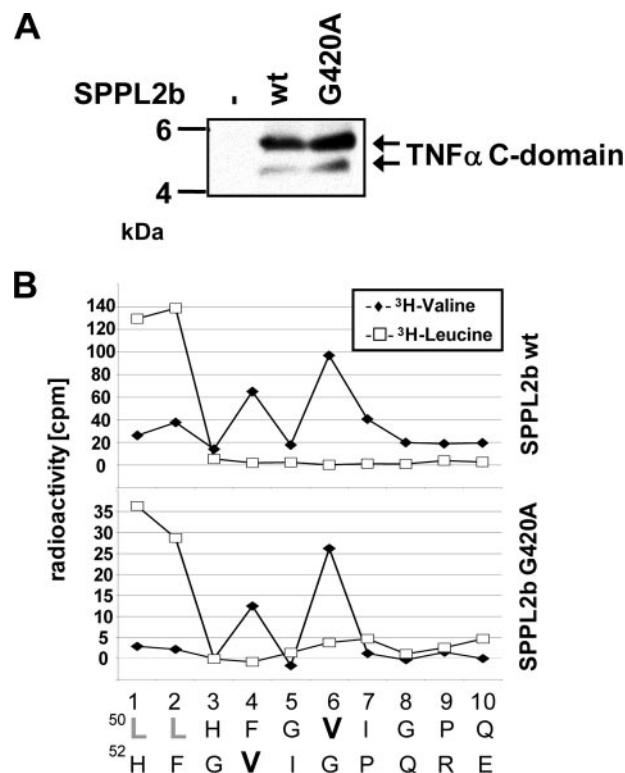 A
SPPL2b - wt G420A
6
4
kDa
TNFα C-domain
B
-◆- ³H-Valine
-□- ³H-Leucine
radioactivity [cpm]
140
120
100
80
60
40
20
0
SPPL2b wt
35
30
25
20
15
10
5
0
SPPL2b G420A
1 2 3 4 5 6 7 8 9 10
⁵⁰ L L H F G V I G P Q
⁵² H F G V I G P Q R E